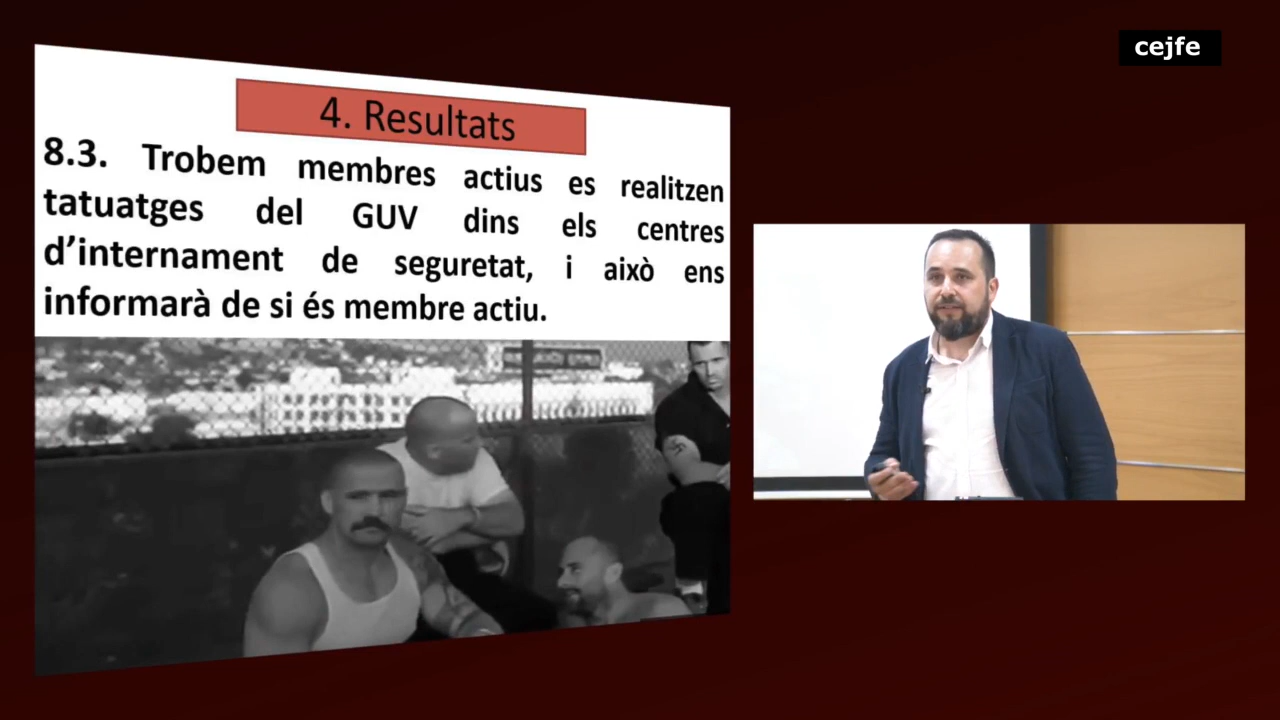 cejfe
4. Resultats
8.3. Trobem membres actius es realitzen
tatuatges del GUV dins els centres
d’internament de seguretat, i això ens
informarà de si és membre actiu.